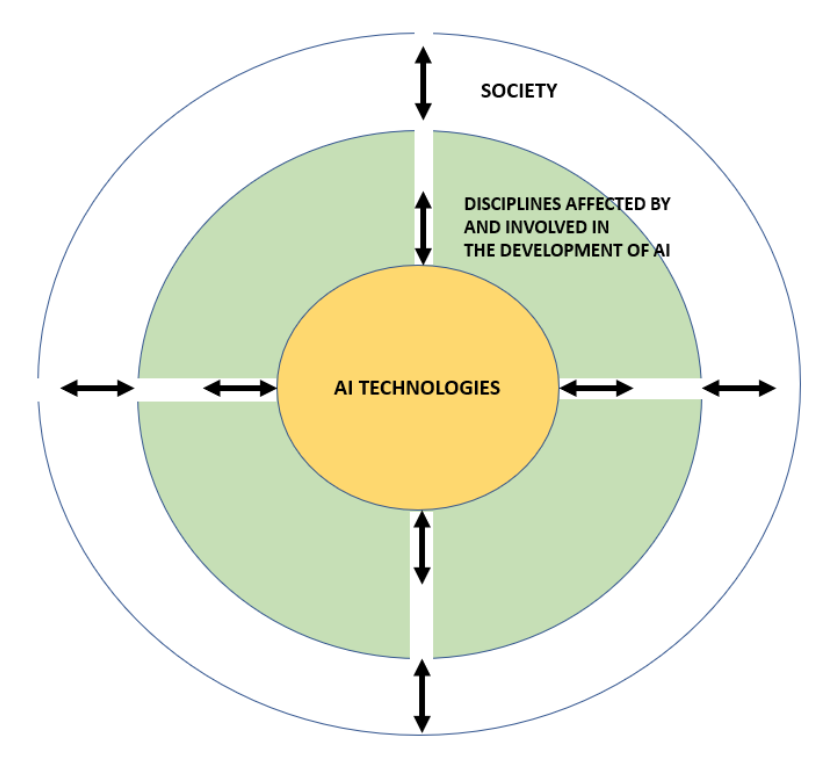 SOCIETY
DISCIPLINES AFFECTED BY
AND INVOLVED IN
THE DEVELOPMENT OF AI
AI TECHNOLOGIES